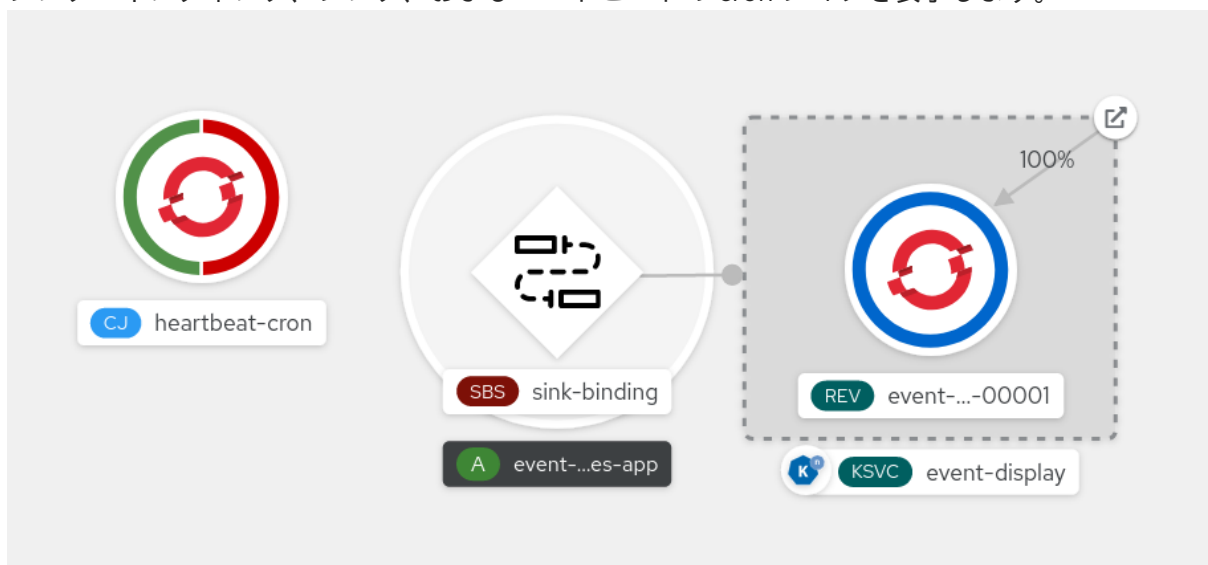 100%
CJ heartbeat-cron
SBS sink-binding
REV event-...-00001
A event-...es-app
K n KSVC event-display